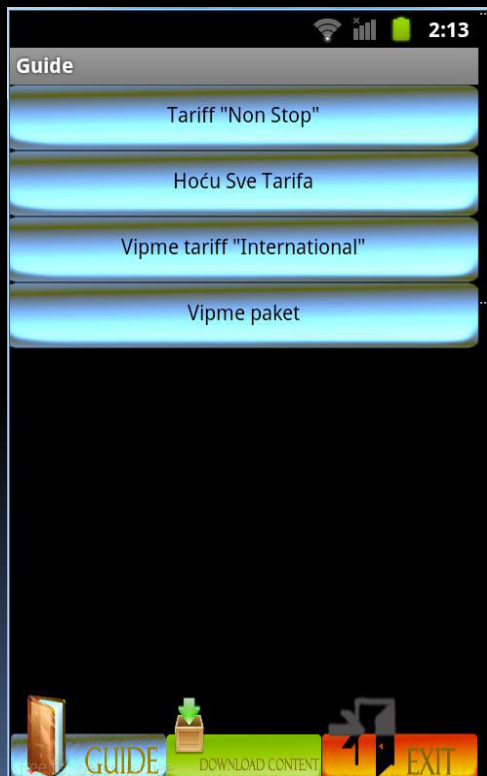 2:13
Guide
Tariff "Non Stop"
Hoću Sve Tarifa
Vipme tariff "International"
Vipme paket
GUIDE
DOWNLOAD CONTENT
EXIT